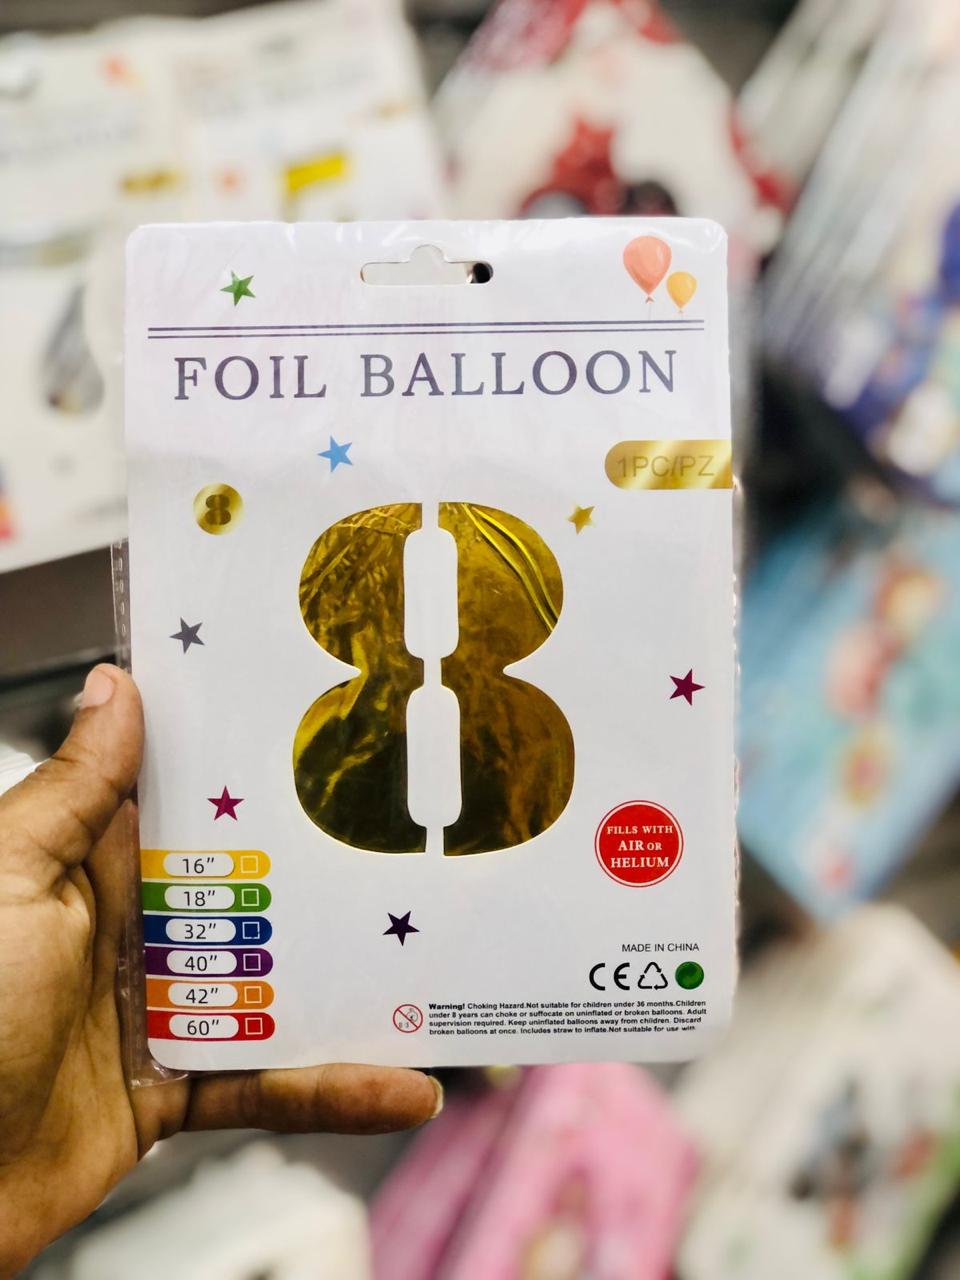 FOIL BALLOON
1PC/PZ
8
8
FILLS WITH
AIR OR
HELIUM
16”
18”
32”
40”
42”
60”
MADE IN CHINA
CE
Warning! Choking Hazard.Not suitable for children under 36 months.Children
under 8 years can choke or suffocate on uninflated or broken balloons. Adult
supervision required. Keep uninflated balloons away from children. Discard
broken balloons at once. Includes straw to inflate.Not suitable for use with